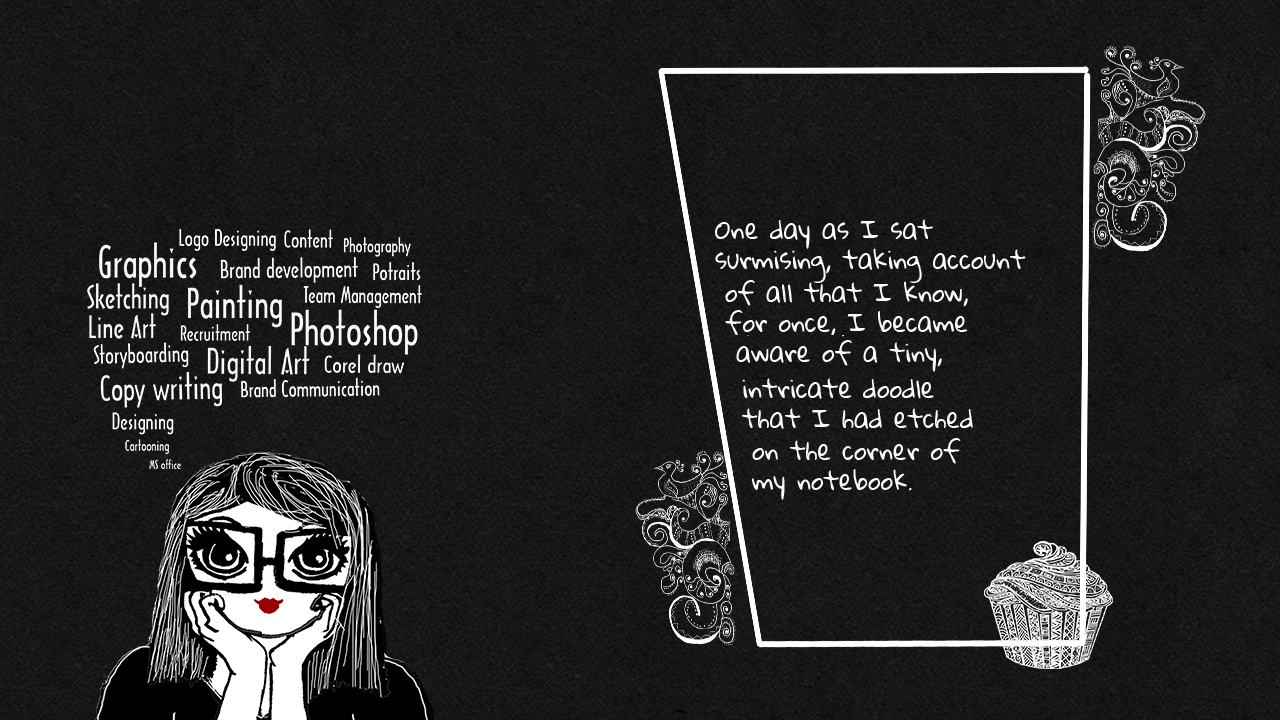 Logo Designing Content Photography
Graphics Brand development Potraits
Sketching Painting Team Management
Line Art Recruitment Photoshop
Storyboarding Digital Art Corel draw
Copy writing Brand Communication
Designing
Cartooning
MS office
One day as I sat
surmising, taking account
of all that I know,
for once, I became
aware of a tiny,
intricate doodle
that I had etched
on the corner of
my notebook.